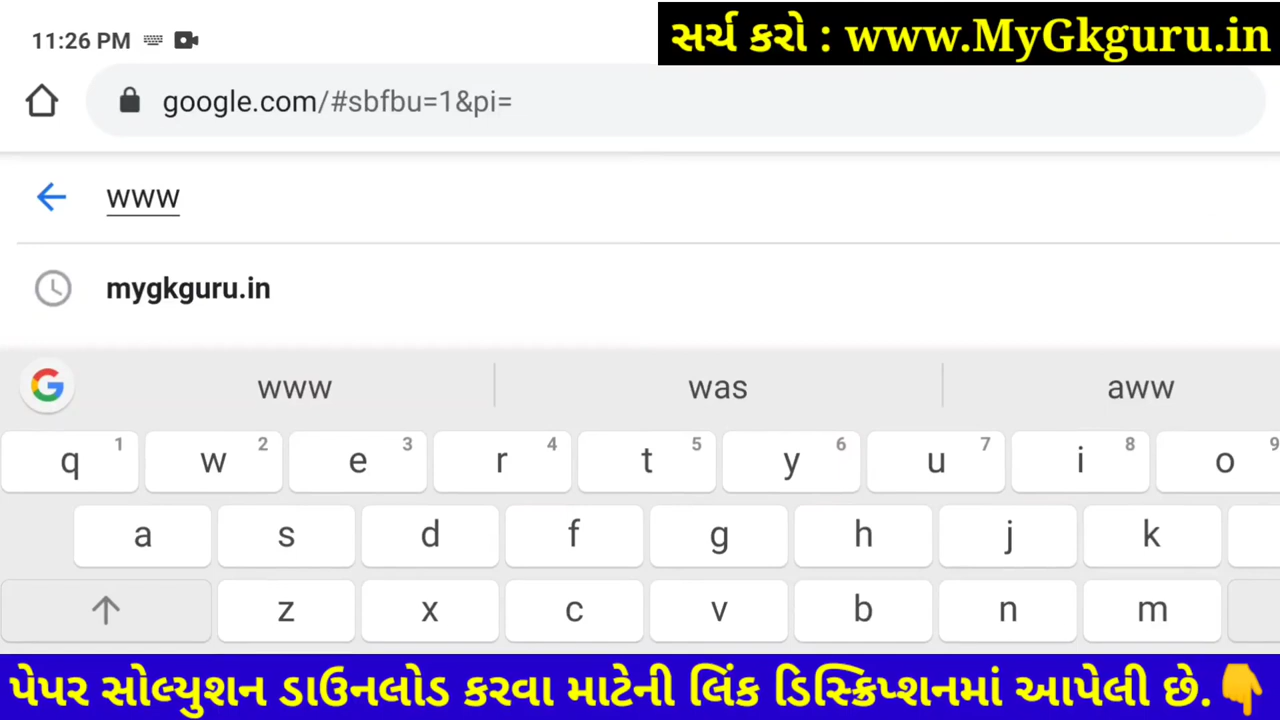 11:26 PM
સર્ચ કરો : www.MyGkguru.in
google.com/#sbfbu=1&pi=
www
mygkguru.in
www was aww
q 1 w 2 e 3 r 4 t 5 y 6 u 7 i 8 o 9
a s d f g h j k
z x c v b n m
પેપર સોલ્યુશન ડાઉનલોડ કરવા માટેની લિંક ડિસ્ક્રિપ્શનમાં આપેલી છે.👇